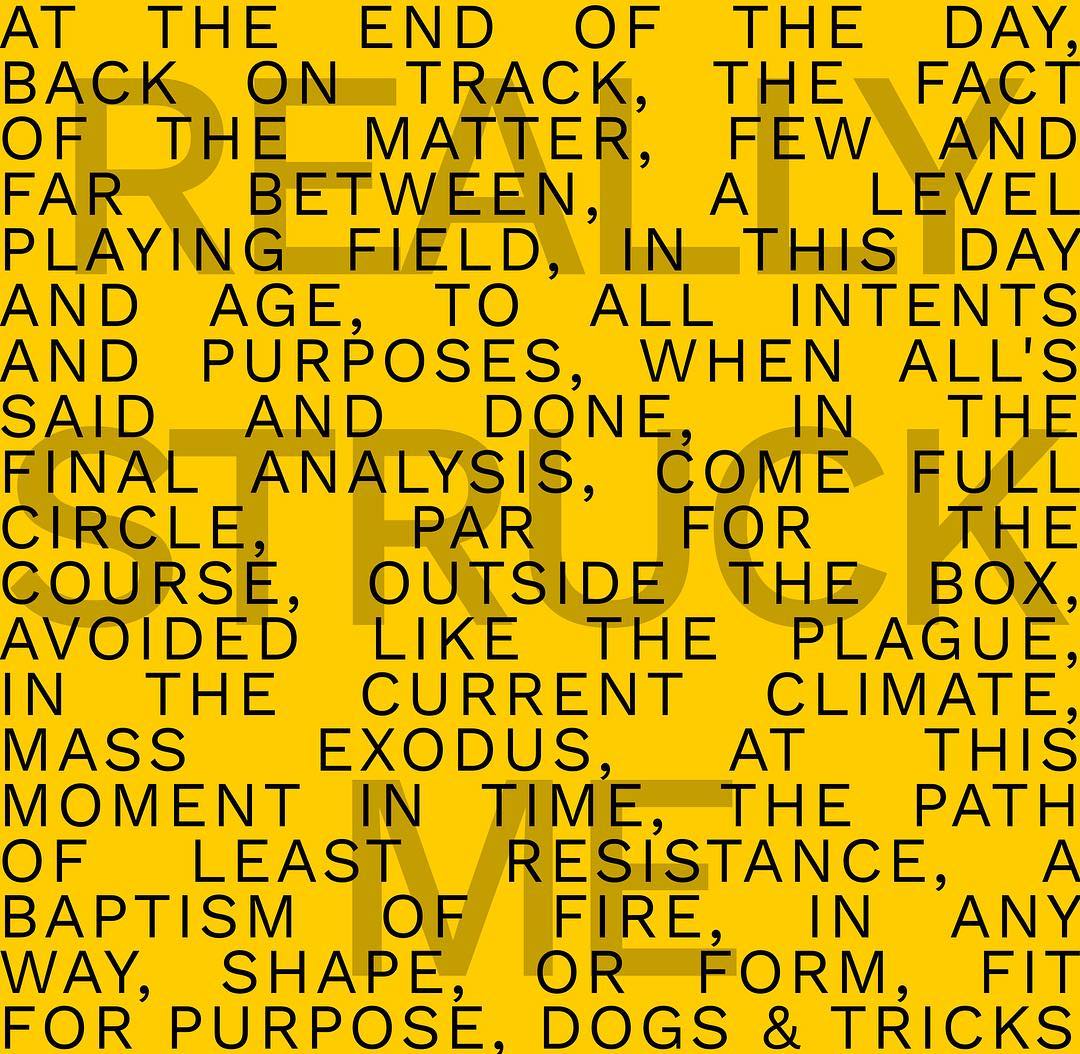 AT THE END OF THE DAY,
BACK ON TRACK, THE FACT
OF THE MATTER, FEW AND
FAR BETWEEN, A LEVEL
PLAYING FIELD, IN THIS DAY
AND AGE, TO ALL INTENTS
AND PURPOSES, WHEN ALL'S
SAID AND DONE, IN THE
FINAL ANALYSIS, COME FULL
CIRCLE, PAR FOR THE
COURSE, OUTSIDE THE BOX,
AVOIDED LIKE THE PLAGUE,
IN THE CURRENT CLIMATE,
MASS EXODUS, AT THIS
MOMENT IN TIME, THE PATH
OF LEAST RESISTANCE, A
BAPTISM OF FIRE, IN ANY
WAY, SHAPE, OR FORM, FIT
FOR PURPOSE, DOGS & TRICKS
REALLY
STRUCK
ME